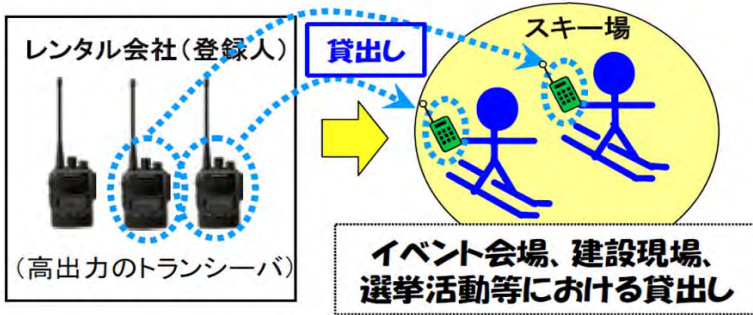 レンタル会社(登録人)
貸出し
スキー場
(高出力のトランシーバ)
イベント会場、建設現場、
選挙活動等における貸出し